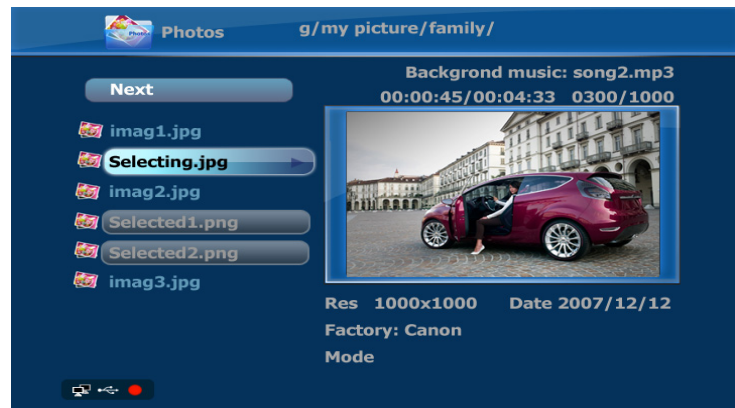 Photos
g/my picture/family/
Next
Backgrond music: song2.mp3
00:00:45/00:04:33 0300/1000
imag1.jpg
Selecting.jpg
imag2.jpg
Selected1.png
Selected2.png
imag3.jpg
Res 1000x1000 Date 2007/12/12
Factory: Canon
Mode